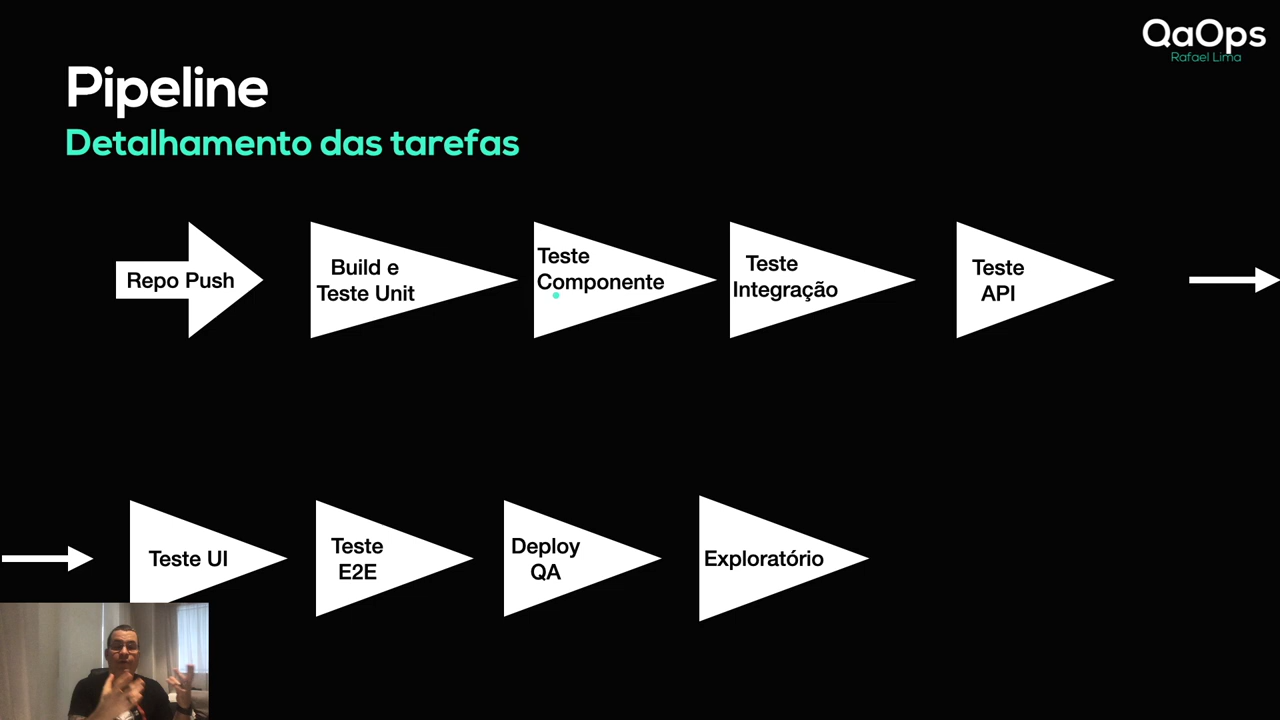 QaOps
Rafael Lima
Pipeline
Detalhamento das tarefas
Repo Push
Build e
Teste Unit
Teste
Componente
Teste
Integração
Teste
API
Teste UI
Teste
E2E
Deploy
QA
Exploratório